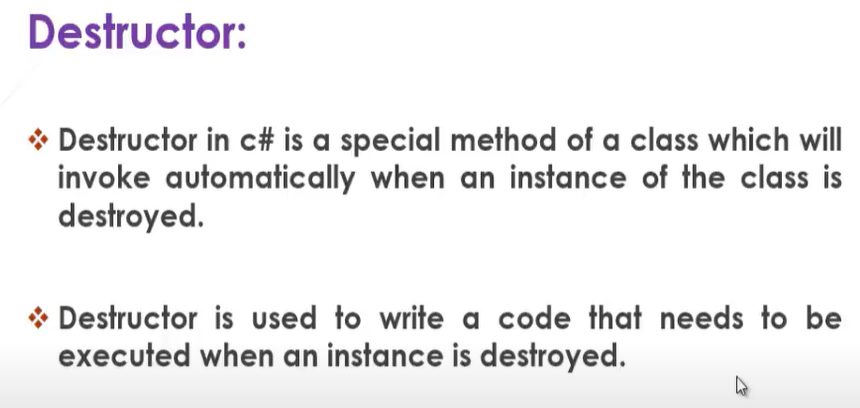 Destructor:
Destructor in c# is a special method of a class which will
invoke automatically when an instance of the class is
destroyed.
Destructor is used to write a code that needs to be
executed when an instance is destroyed.